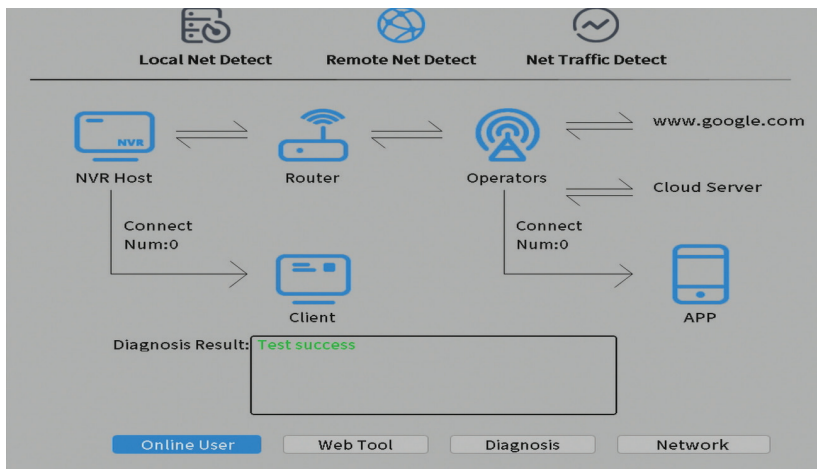 Local Net Detect
Remote Net Detect
Net Traffic Detect
NVR
www.google.com
NVR Host
Router
Operators
Cloud Server
Connect
Num:0
Connect
Num:0
Client
APP
Diagnosis Result: Test success
Online User
Web Tool
Diagnosis
Network